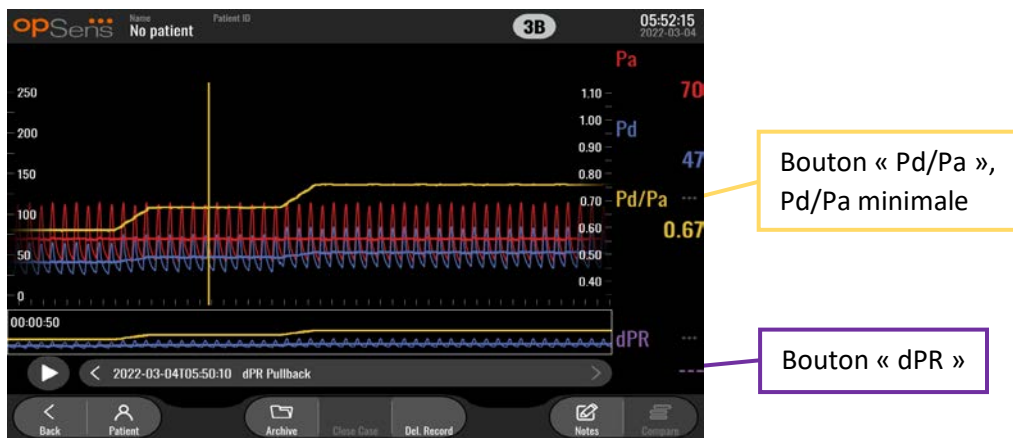 opSens
Name
No patient
Patient ID
3B
05:52:15
2022-03-04
Pa
70
Pd
47
Pd/Pa ---
0.67
dPR ---
---
250
200
150
100
50
0
1.10
1.00
0.90
0.80
0.70
0.60
0.50
0.40
00:00:50
< 2022-03-04T05:50:10 dPR Pullback >
Back
Patient
Archive
Close Case
Del. Record
Notes
Compare
Bouton « Pd/Pa »,
Pd/Pa minimale
Bouton « dPR »